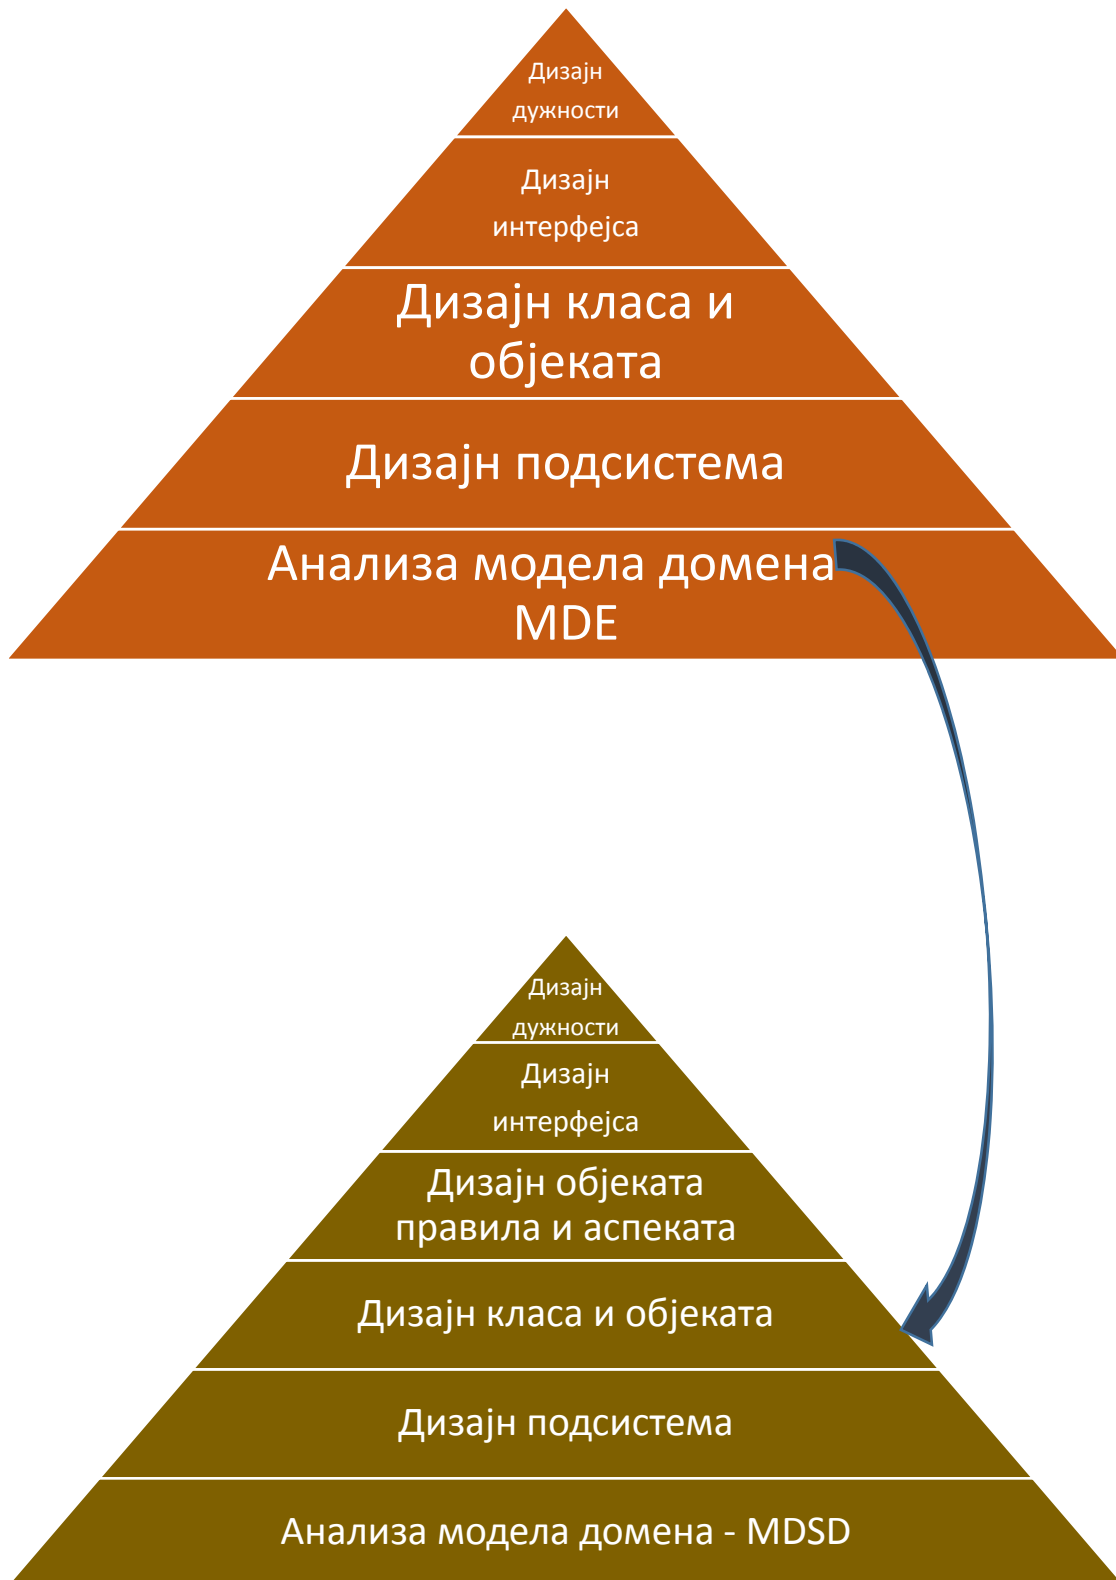 Дизајн
дужности
Дизајн
интерфејса
Дизајн класа и
објеката
Дизајн подсистема
Анализа модела домена
MDE
Дизајн
дужности
Дизајн
интерфејса
Дизајн објеката
правила и аспеката
Дизајн класа и објеката
Дизајн подсистема
Анализа модела домена - MDSD